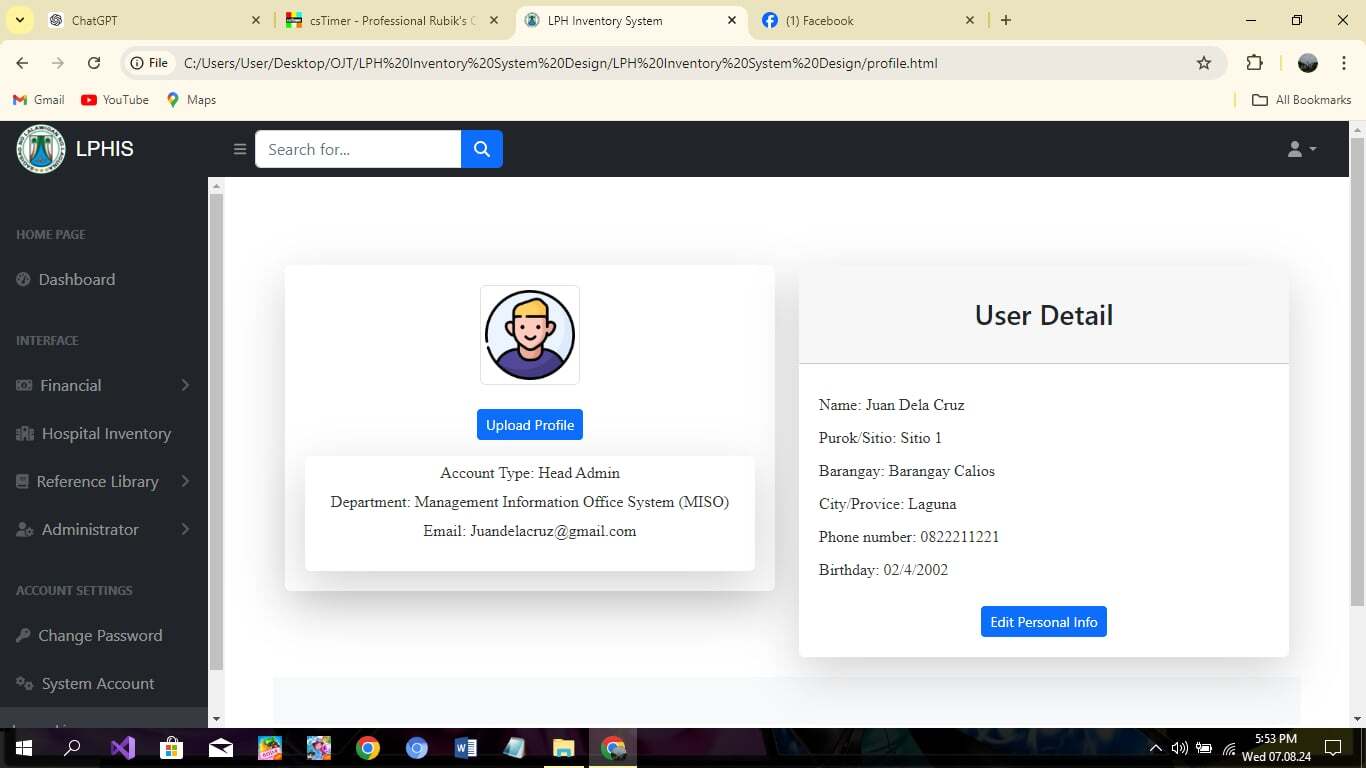 ChatGPT
csTimer - Professional Rubik's C
LPH Inventory System
(1) Facebook
File
C:/Users/User/Desktop/OJT/LPH%20Inventory%20System%20Design/LPH%20Inventory%20System%20Design/profile.html
Gmail
YouTube
Maps
All Bookmarks
LPHIS
Search for...
HOME PAGE
Dashboard
INTERFACE
Financial
Hospital Inventory
Reference Library
Administrator
ACCOUNT SETTINGS
Change Password
System Account
Upload Profile
Account Type: Head Admin
Department: Management Information Office System (MISO)
Email: Juandelacruz@gmail.com
User Detail
Name: Juan Dela Cruz
Purok/Sitio: Sitio 1
Barangay: Barangay Calios
City/Provice: Laguna
Phone number: 0822211221
Birthday: 02/4/2002
Edit Personal Info
5:53 PM
Wed 07.08.24